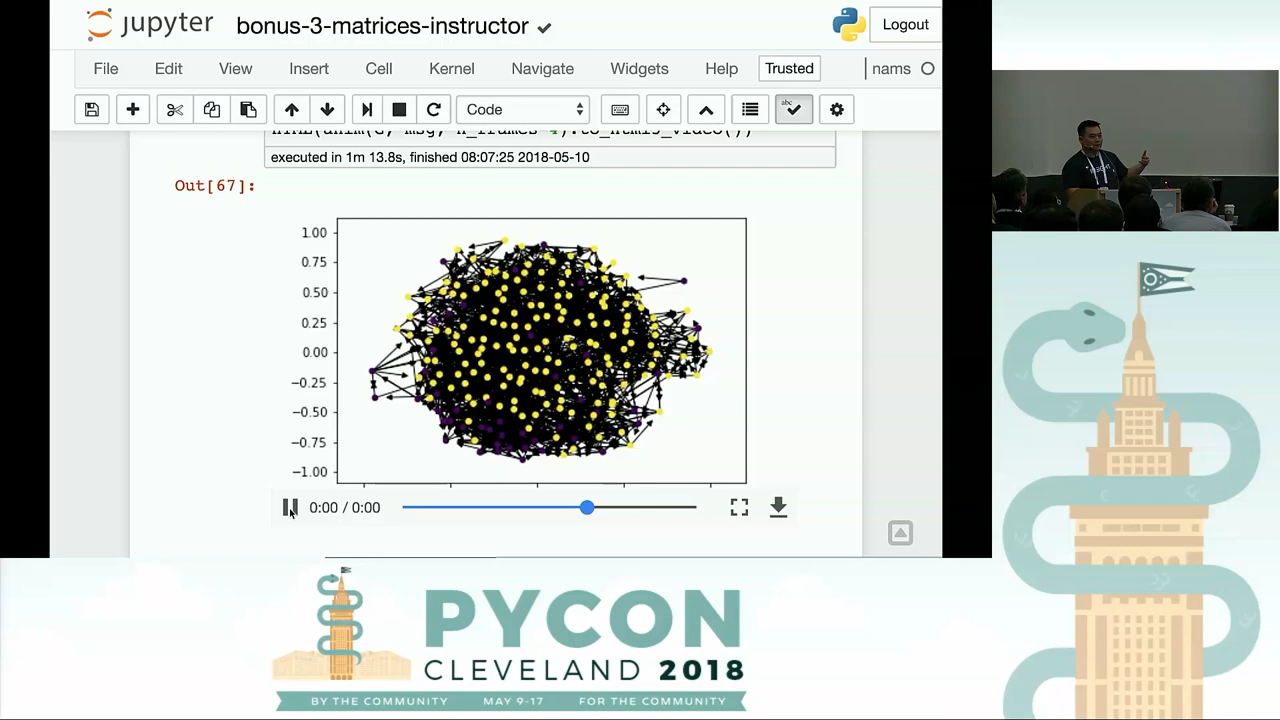 jupyter bonus-3-matrices-instructor
Logout
File Edit View Insert Cell Kernel Navigate Widgets Help Trusted nams
Code
abc
executed in 1m 13.8s, finished 08:07:25 2018-05-10
Out[67]:
1.00
0.75
0.50
0.25
0.00
−0.25
−0.50
−0.75
−1.00
0:00 / 0:00
PYCON
CLEVELAND 2018
BY THE COMMUNITY MAY 9-17 FOR THE COMMUNITY